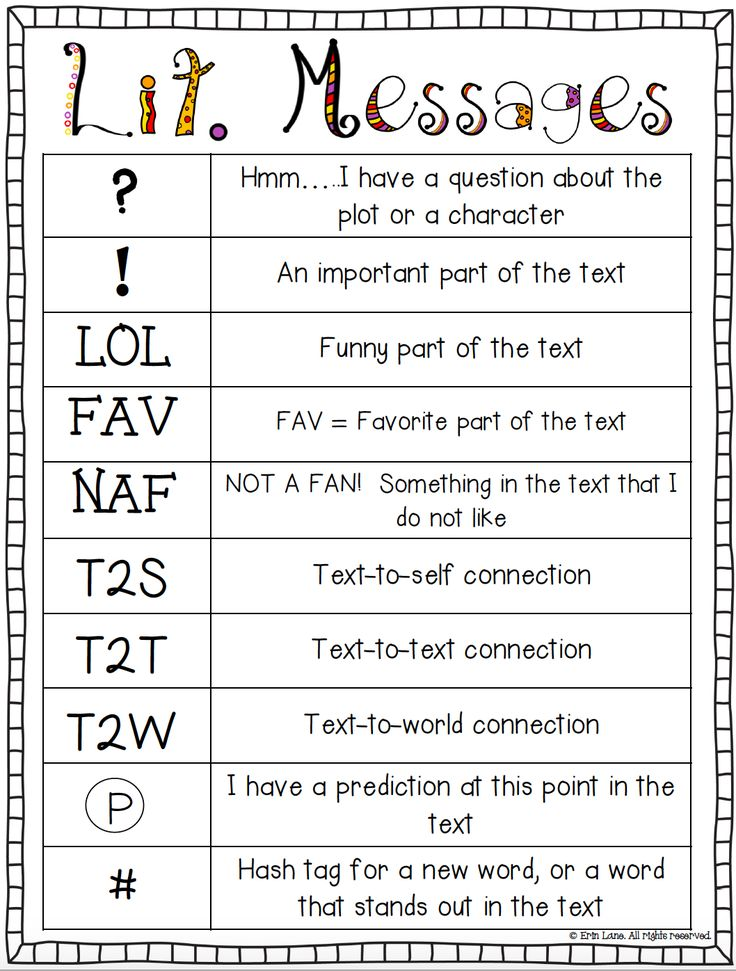 Lit. Messages
?
Hmm.....I have a question about the
plot or a character
!
An important part of the text
LOL
Funny part of the text
FAV
FAV = Favorite part of the text
NAF
NOT A FAN! Something in the text that I
do not like
T2S
Text-to-self connection
T2T
Text-to-text connection
T2W
Text-to-world connection
P
I have a prediction at this point in the
text
#
Hash tag for a new word, or a word
that stands out in the text
© Erin Lane. All rights reserved.